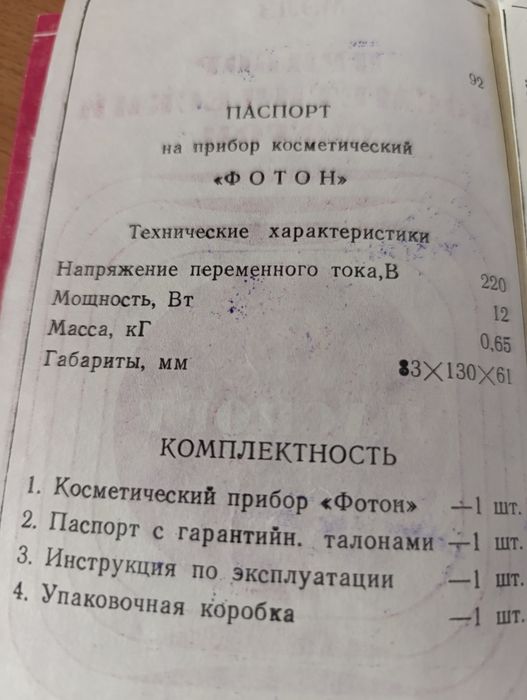 92
ПАСПОРТ
на прибор косметический
«ФОТОН»
Технические характеристики
Напряжение переменного тока,В 220
Мощность, Вт 12
Масса, кГ 0,65
Габариты, мм 83×130×61
КОМПЛЕКТНОСТЬ
1. Косметический прибор «Фотон» —1 шт.
2. Паспорт с гарантийн. талонами —1 шт.
3. Инструкция по эксплуатации —1 шт.
4. Упаковочная коробка —1 шт.